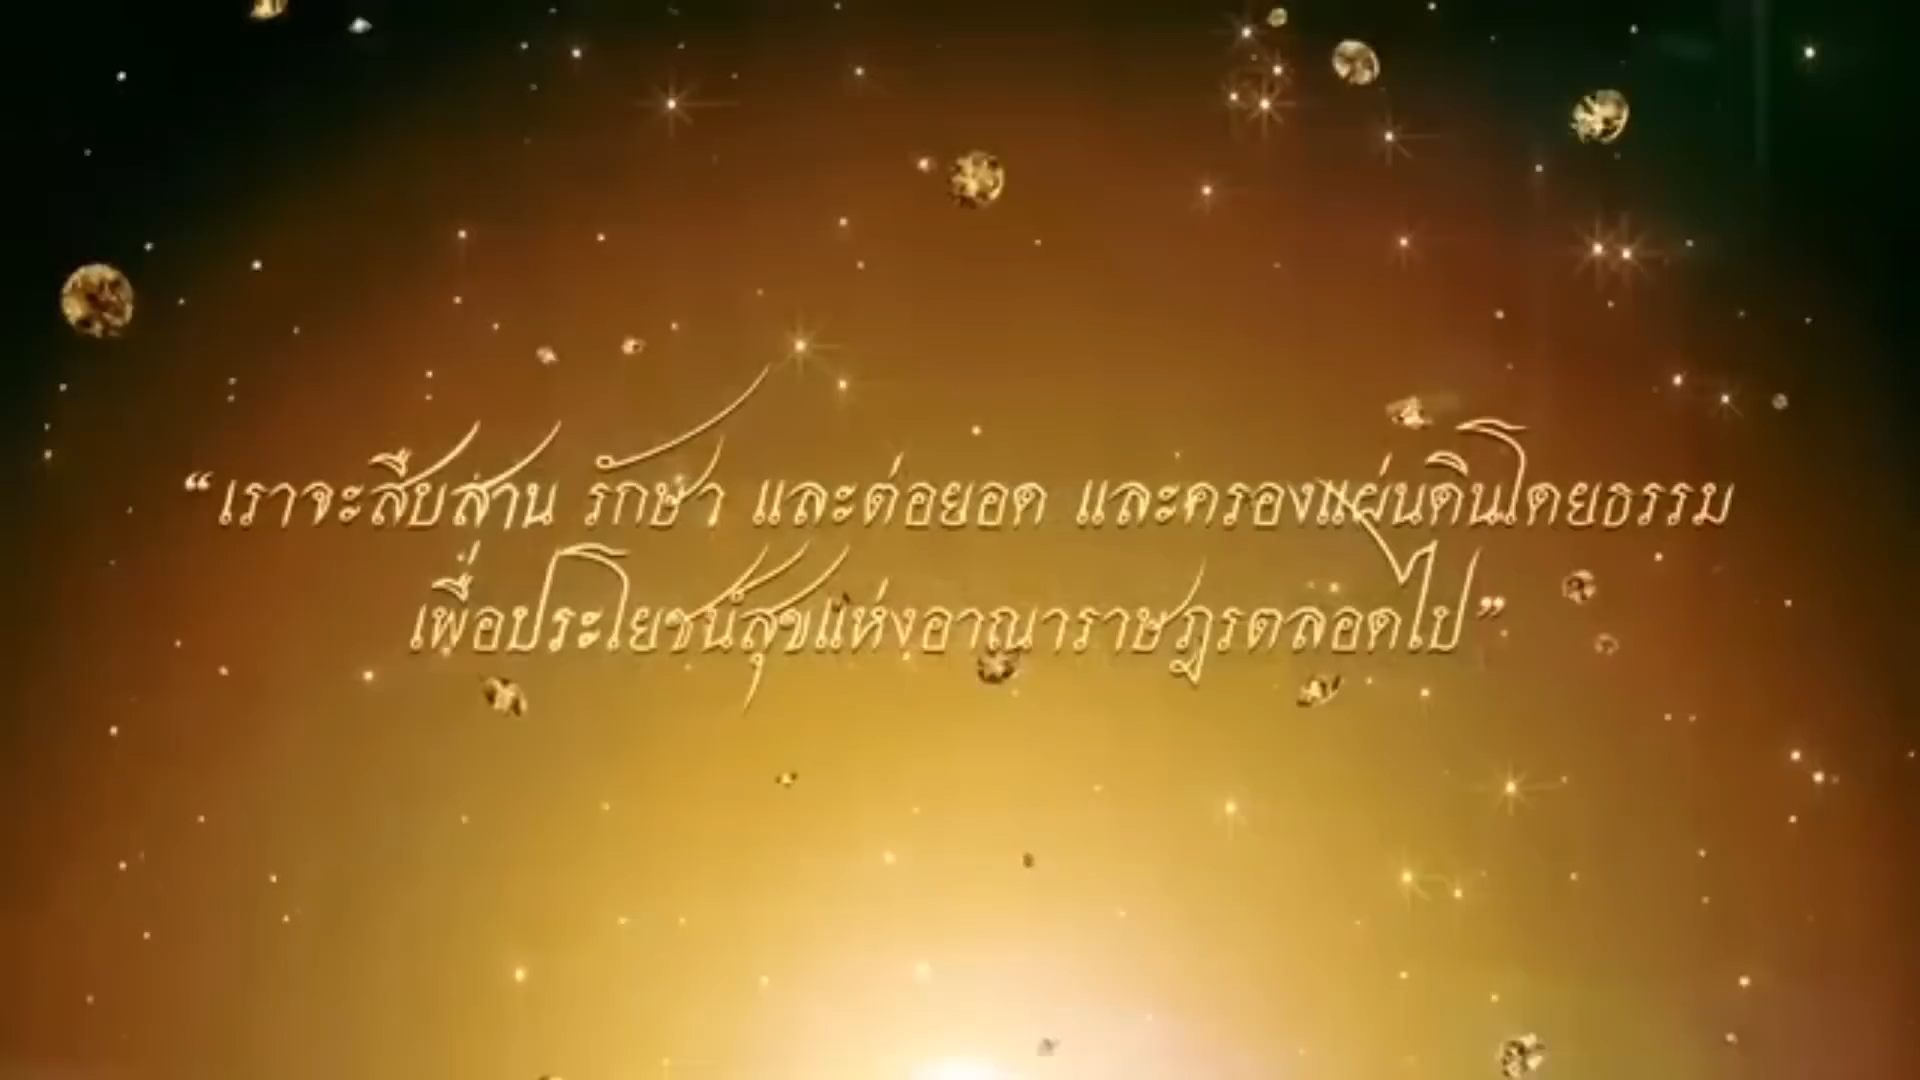 “เราจะสืบสาน รักษา และต่อยอด และครองแผ่นดินโดยธรรม
เพื่อประโยชน์สุขแห่งอาณาราษฎรตลอดไป”